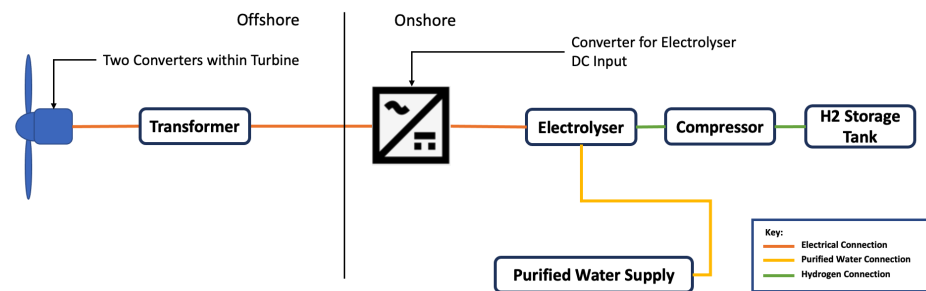 Offshore
Onshore
Two Converters within Turbine
Converter for Electrolyser
DC Input
Transformer
Electrolyser
Compressor
H2 Storage
Tank
Purified Water Supply
Key:
Electrical Connection
Purified Water Connection
Hydrogen Connection